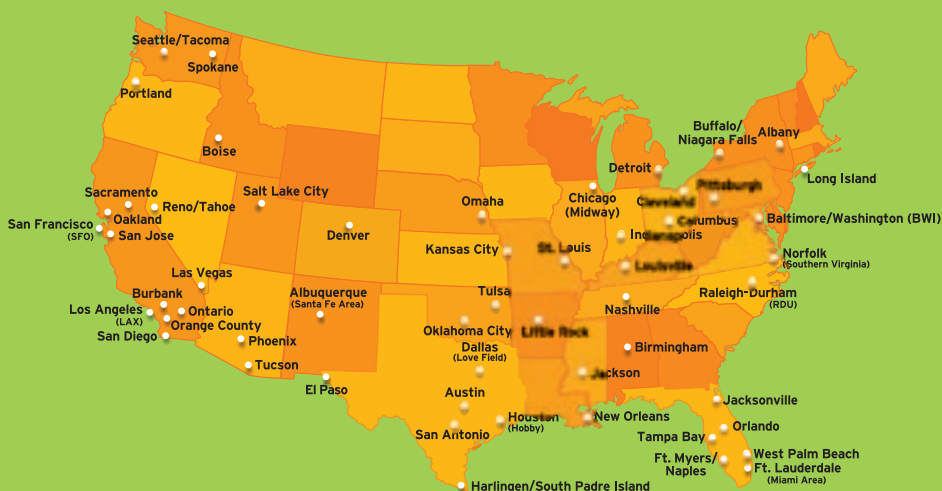 Seattle/Tacoma
Spokane
Portland
Boise
Buffalo/
Niagara Falls
Albany
Detroit
Long Island
Sacramento
Reno/Tahoe
Salt Lake City
Omaha
Chicago
(Midway)
Cleveland
Pittsburgh
San Francisco
(SFO)
Oakland
San Jose
Denver
Kansas City
St. Louis
Indianapolis
Columbus
Baltimore/Washington (BWI)
Louisville
Norfolk
(Southern Virginia)
Las Vegas
Burbank
Los Angeles
(LAX)
Ontario
Orange County
San Diego
Phoenix
Tucson
Albuquerque
(Santa Fe Area)
El Paso
Tulsa
Oklahoma City
Little Rock
Nashville
Raleigh-Durham
(RDU)
Dallas
(Love Field)
Birmingham
Jackson
Austin
Houston
(Hobby)
San Antonio
New Orleans
Jacksonville
Orlando
Tampa Bay
West Palm Beach
Ft. Myers/
Naples
Ft. Lauderdale
(Miami Area)
Harlingen/South Padre Island